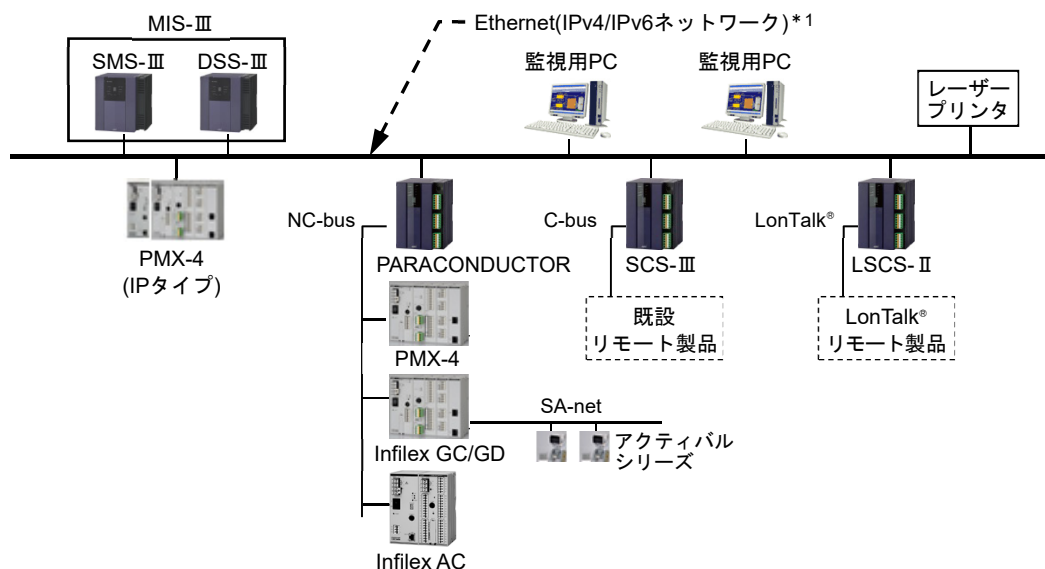 MIS-Ⅲ
SMS-Ⅲ
DSS-Ⅲ
Ethernet(IPv4/IPv6ネットワーク)*1
監視用PC
監視用PC
レーザー
プリンタ
PMX-4
(IPタイプ)
NC-bus
PARACONDUCTOR
C-bus
SCS-Ⅲ
LonTalk®
LSCS-Ⅱ
既設
リモート製品
LonTalk®
リモート製品
PMX-4
Infilex GC/GD
SA-net
アクティバル
シリーズ
Infilex AC